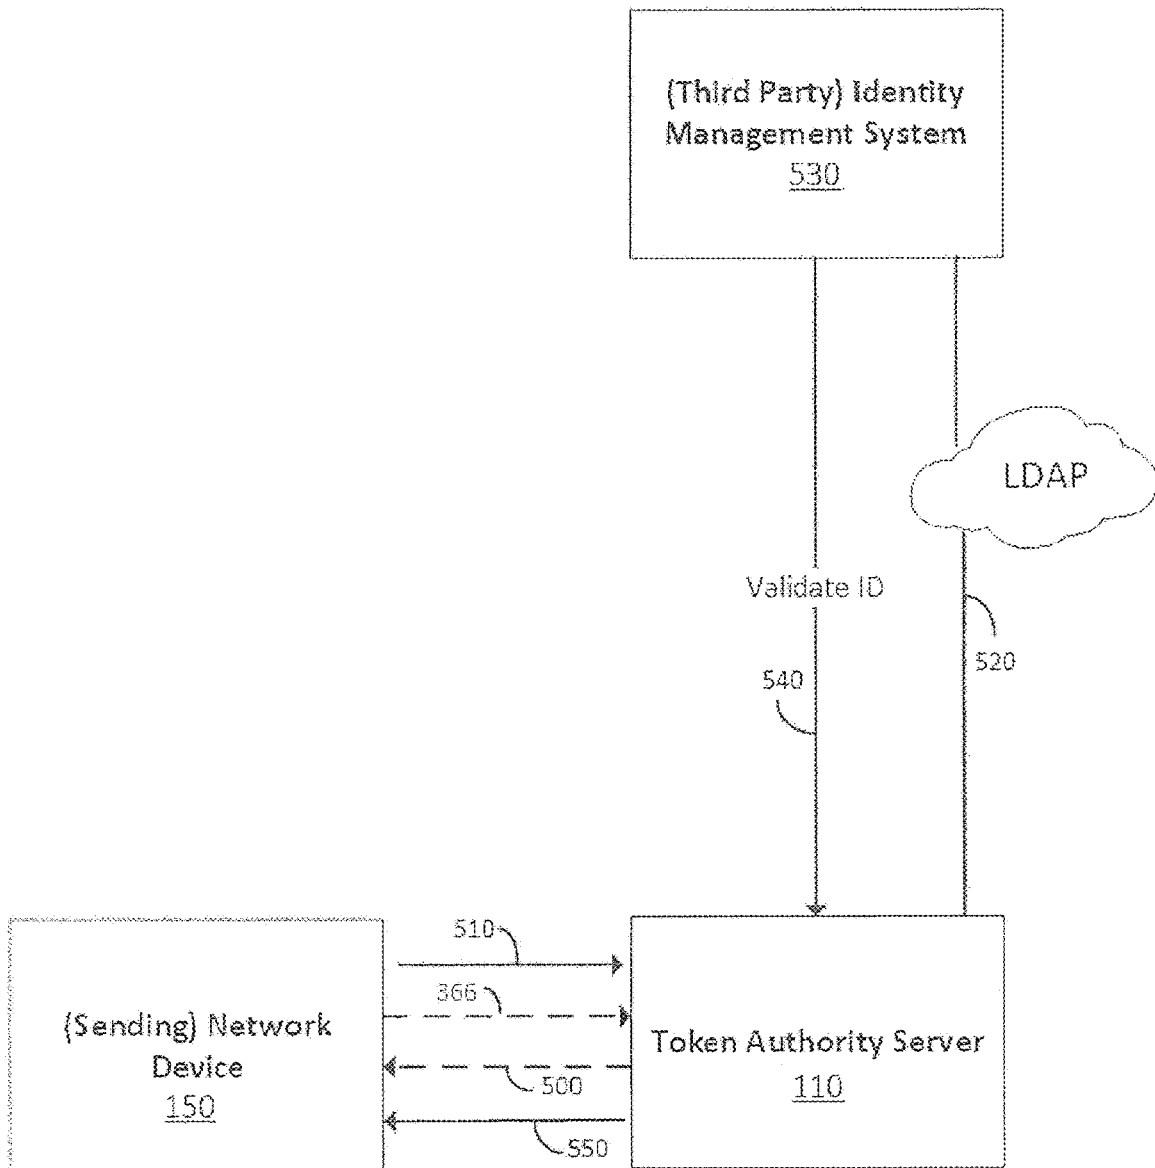 (Third Party) Identity
Management System
530
LDAP
Validate ID
520
540
510
366
500
550
(Sending) Network
Device
150
Token Authority Server
110